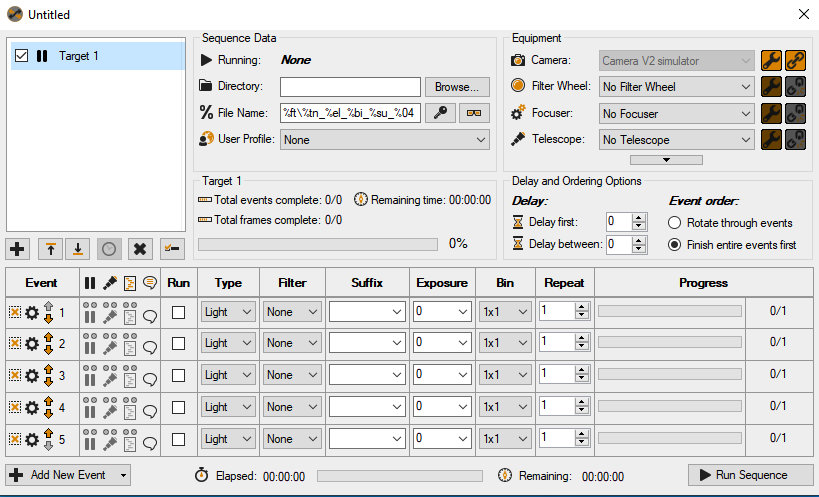 Untitled
Target 1
Sequence Data
Running: None
Directory: Browse...
File Name: %ft\%tn_%el_%bi_%su_%04
User Profile: None
Equipment
Camera: Camera V2 simulator
Filter Wheel: No Filter Wheel
Focuser: No Focuser
Telescope: No Telescope
Target 1
Total events complete: 0/0 Remaining time: 00:00:00
Total frames complete: 0/0
0%
Delay and Ordering Options
Delay: Event order:
Delay first: 0 Rotate through events
Delay between: 0 Finish entire events first
Event Run Type Filter Suffix Exposure Bin Repeat Progress
1 Light None 0 1x1 1 0/1
2 Light None 0 1x1 1 0/1
3 Light None 0 1x1 1 0/1
4 Light None 0 1x1 1 0/1
5 Light None 0 1x1 1 0/1
Add New Event Elapsed: 00:00:00 Remaining: 00:00:00 Run Sequence